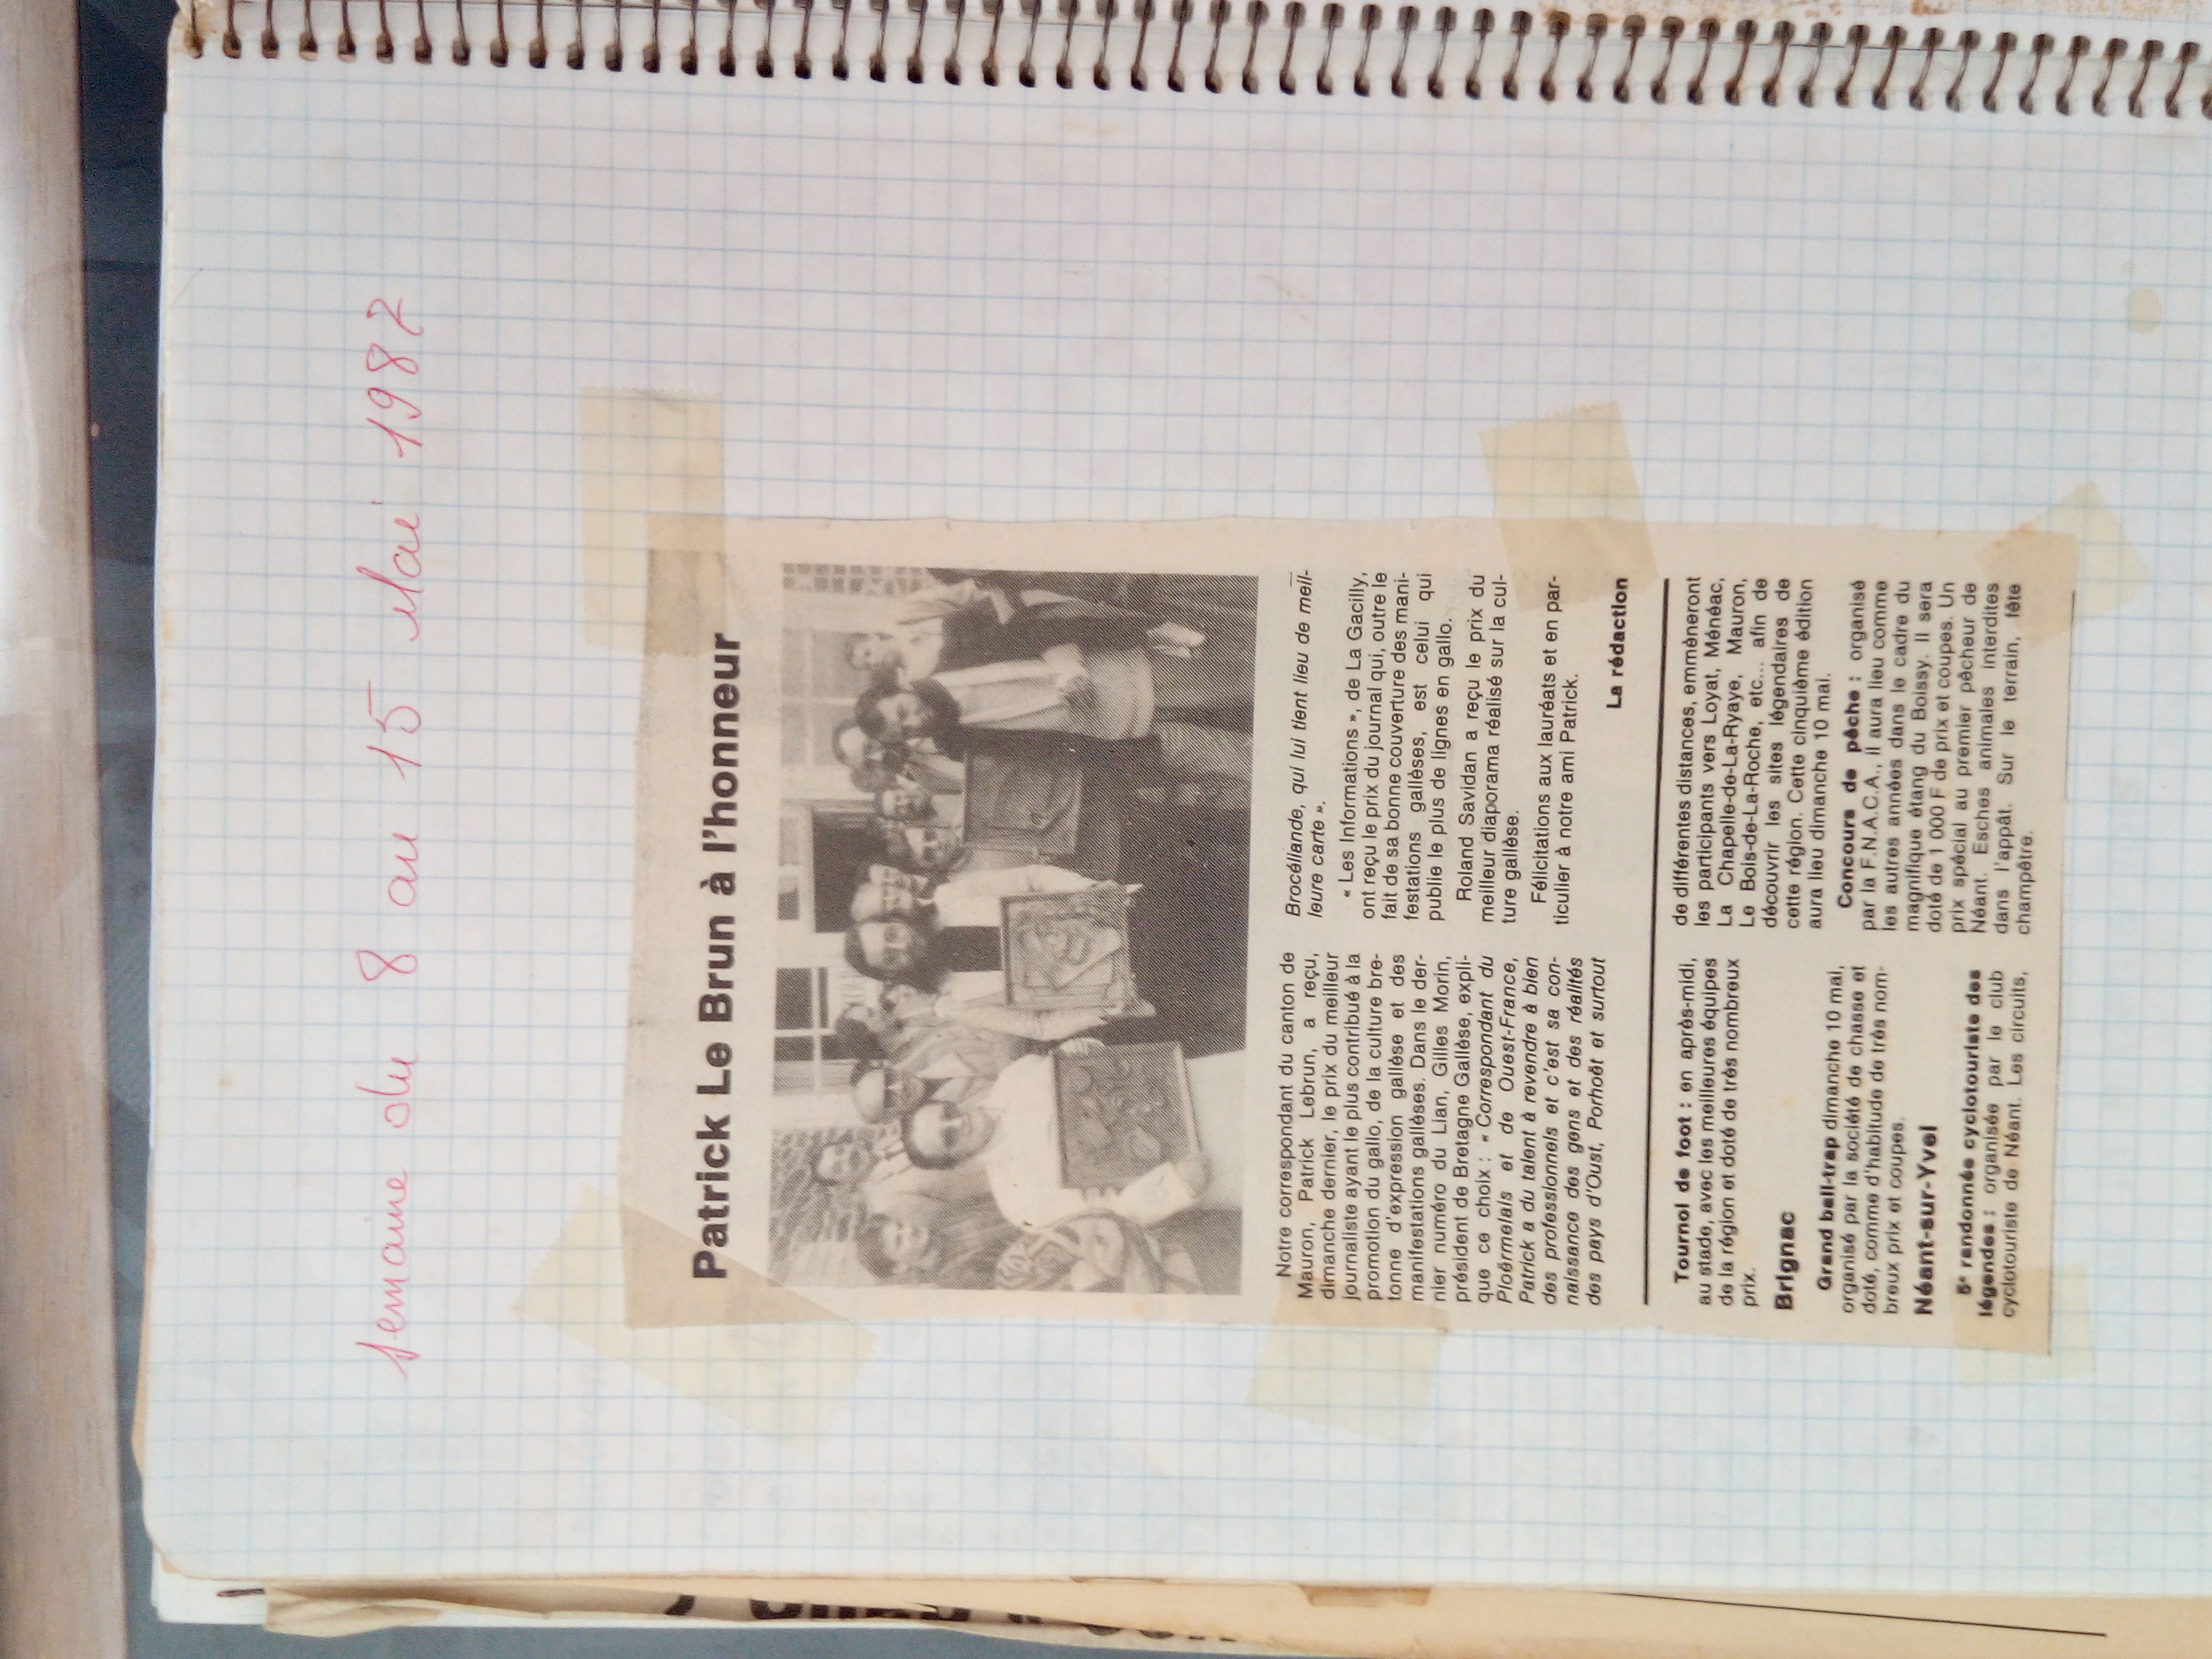 Semaine du 8 au 15 Mai 1987
Patrick Le Brun à l'honneur
Notre correspondant du canton de
Mauron, Patrick Lebrun, a reçu,
dimanche dernier, le prix du meilleur
journaliste ayant le plus contribué à la
promotion du gallo, de la culture bre-
tonne d'expression gallèse et des
manifestations gallèses. Dans le der-
nier numéro du Lian, Gilles Morin,
président de Bretagne Gallèse, expli-
que ce choix : « Correspondant du
Ploërmelais et de Ouest-France,
Patrick a du talent à revendre à bien
des professionnels et c'est sa con-
naissance des gens et des réalités
des pays d'Oust, Porhoët et surtout
Brocéliande, qui lui tient lieu de meil-
leure carte ».
« Les Informations », de La Gacilly,
ont reçu le prix du journal qui, outre le
fait de sa bonne couverture des mani-
festations gallèses, est celui qui
publie le plus de lignes en gallo.
Roland Savidan a reçu le prix du
meilleur diaporama réalisé sur la cul-
ture gallèse.
Félicitations aux lauréats et en par-
ticulier à notre ami Patrick.
La rédaction
Tournoi de foot : en après-midi,
au stade, avec les meilleures équipes
de la région et doté de très nombreux
prix.
Brignac
Grand ball-trap dimanche 10 mai,
organisé par la société de chasse et
doté, comme d'habitude de très nom-
breux prix et coupes.
Néant-sur-Yvel
5e randonnée cyclotouriste des
légendes : organisée par le club
cyclotouriste de Néant. Les circuits,
de différentes distances, emmèneront
les participants vers Loyat, Ménéac,
La Chapelle-de-La-Ryaye, Mauron,
Le Bois-de-La-Roche, etc... afin de
découvrir les sites légendaires de
cette région. Cette cinquième édition
aura lieu dimanche 10 mai.
Concours de pêche : organisé
par la F.N.A.C.A., il aura lieu comme
les autres années dans le cadre du
magnifique étang du Boissy. Il sera
doté de 1 000 F de prix et coupes. Un
prix spécial au premier pêcheur de
Néant. Esches animales interdites
dans l'appât. Sur le terrain, fête
champêtre.